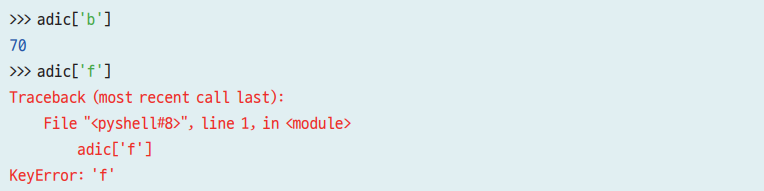 >>> adic['b']
70
>>> adic['f']
Traceback (most recent call last):
    File "<pyshell#8>", line 1, in <module>
        adic['f']
KeyError: 'f'